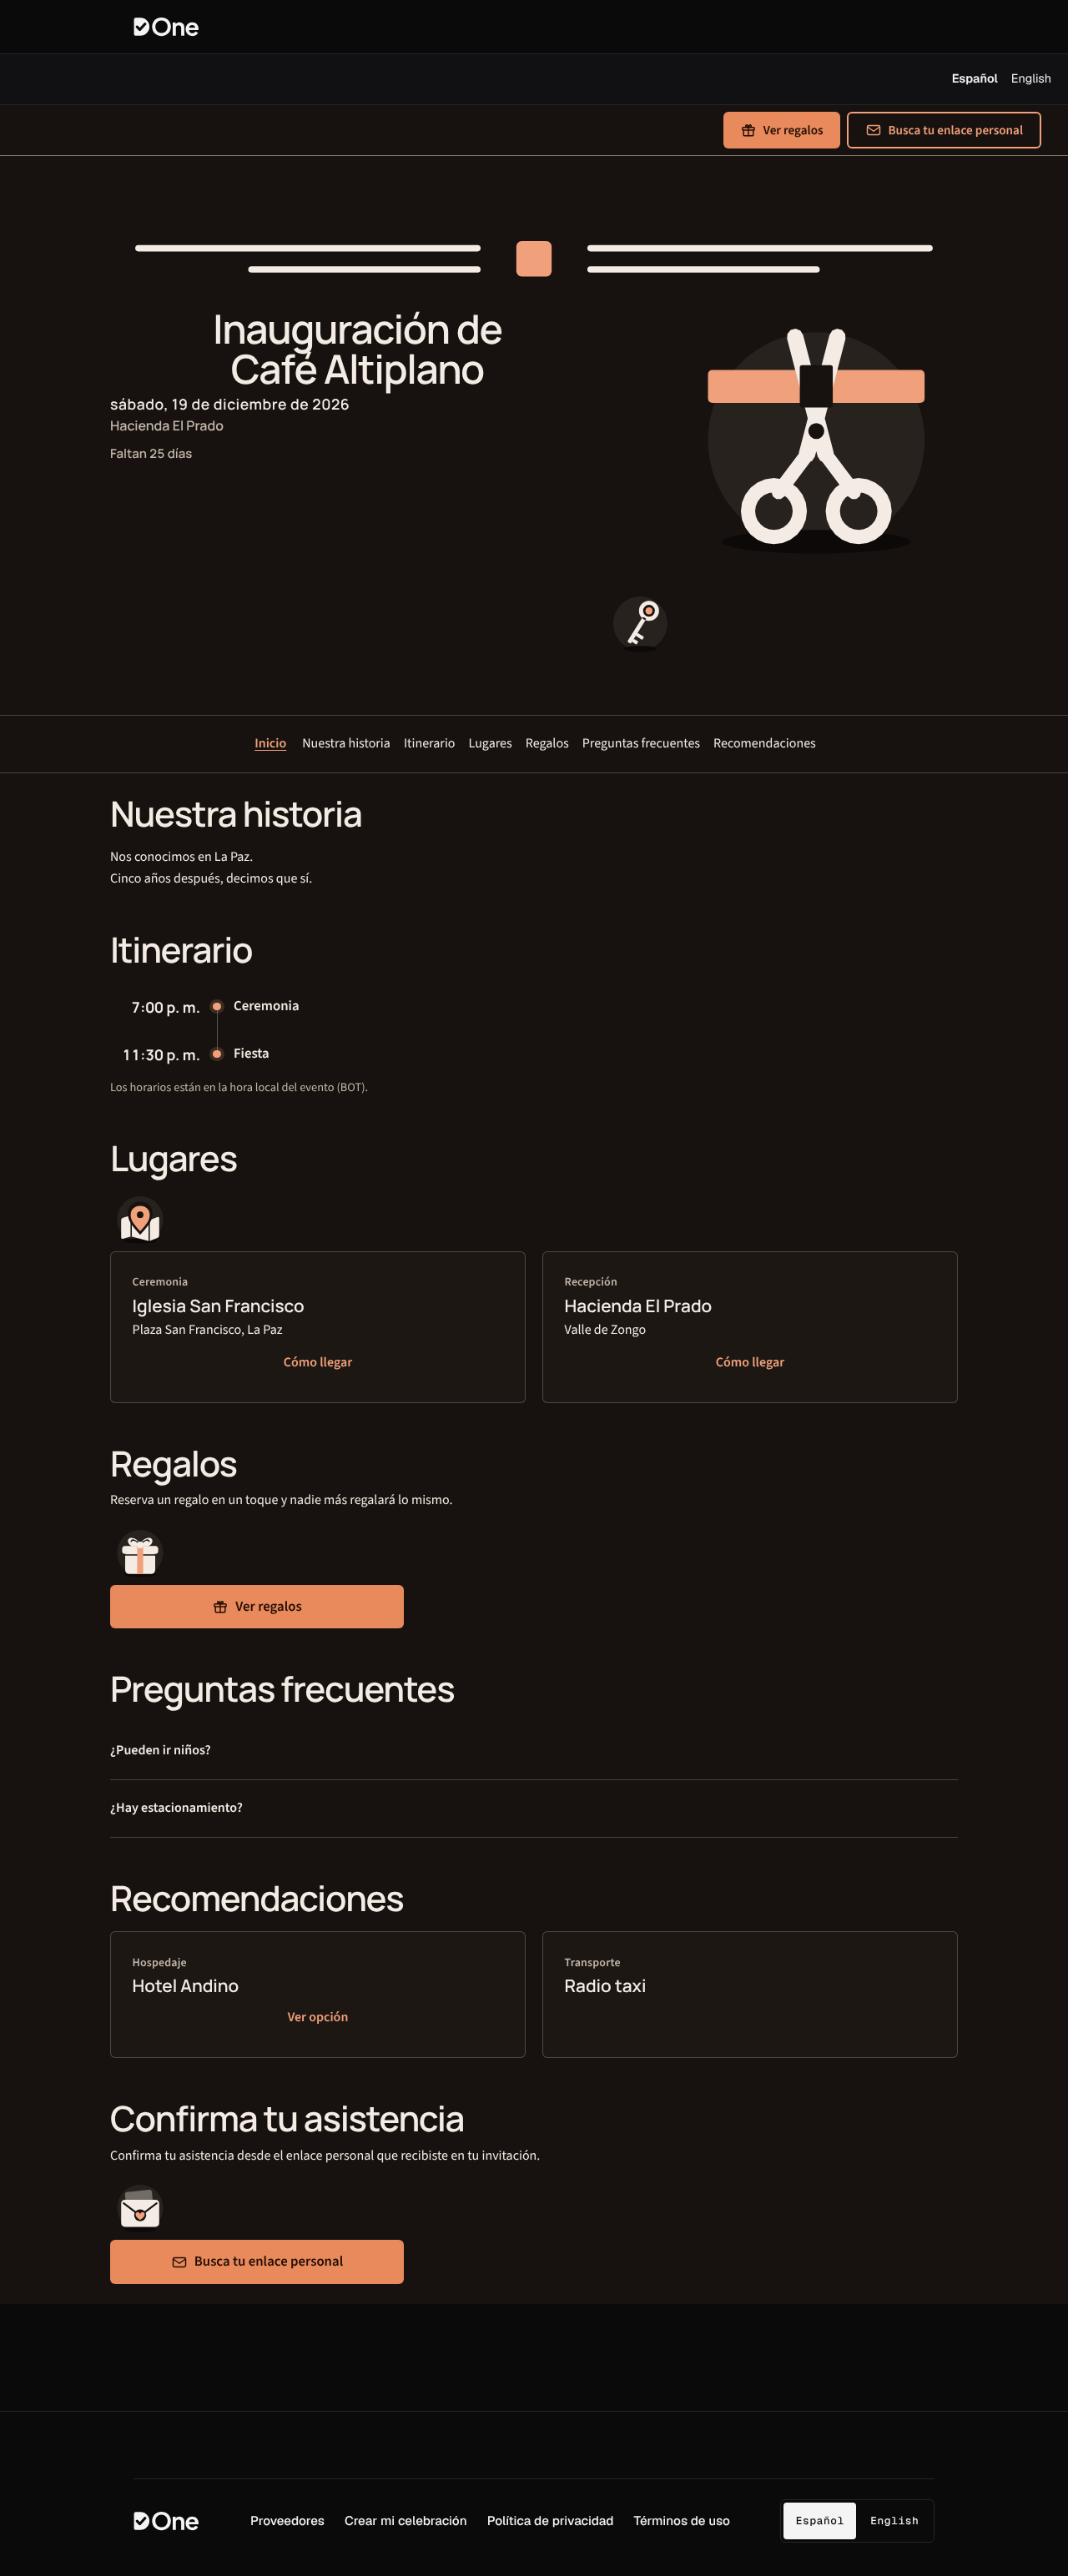 One
Español English
Ver regalos Busca tu enlace personal
Inauguración de
Café Altiplano
sábado, 19 de diciembre de 2026
Hacienda El Prado
Faltan 25 días
Inicio Nuestra historia Itinerario Lugares Regalos Preguntas frecuentes Recomendaciones
Nuestra historia
Nos conocimos en La Paz.
Cinco años después, decimos que sí.
Itinerario
7:00 p. m. Ceremonia
11:30 p. m. Fiesta
Los horarios están en la hora local del evento (BOT).
Lugares
Ceremonia
Iglesia San Francisco
Plaza San Francisco, La Paz
Cómo llegar
Recepción
Hacienda El Prado
Valle de Zongo
Cómo llegar
Regalos
Reserva un regalo en un toque y nadie más regalará lo mismo.
Ver regalos
Preguntas frecuentes
¿Pueden ir niños?
¿Hay estacionamiento?
Recomendaciones
Hospedaje
Hotel Andino
Ver opción
Transporte
Radio taxi
Confirma tu asistencia
Confirma tu asistencia desde el enlace personal que recibiste en tu invitación.
Busca tu enlace personal
One
Proveedores Crear mi celebración Política de privacidad Términos de uso
Español English